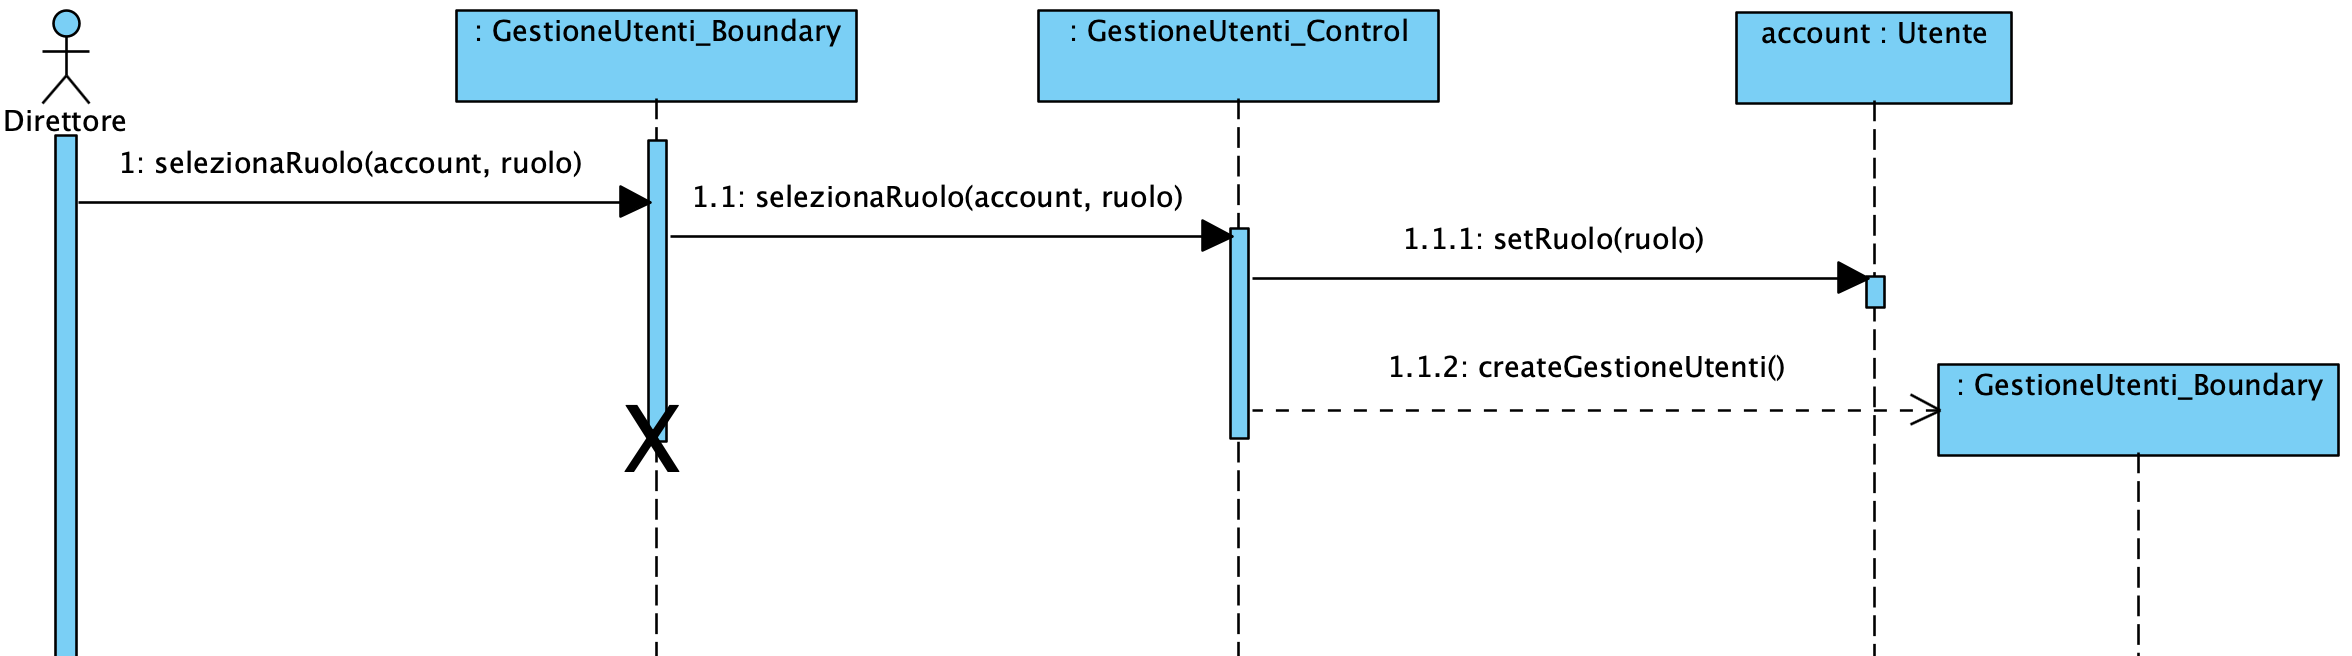 : GestioneUtenti_Boundary
: GestioneUtenti_Control
account : Utente
Direttore
1: selezionaRuolo(account, ruolo)
1.1: selezionaRuolo(account, ruolo)
1.1.1: setRuolo(ruolo)
1.1.2: createGestioneUtenti()
: GestioneUtenti_Boundary